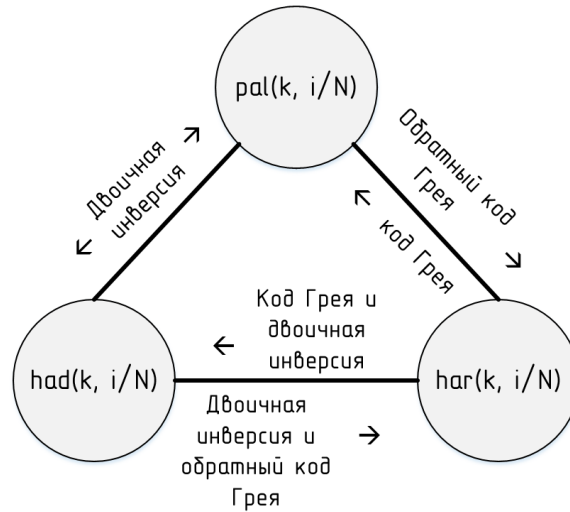 pal(k, i/N)
Двоичная
инверсия
Обратный код
Грея
код Грея
Код Грея и
двоичная
инверсия
had(k, i/N)
har(k, i/N)
Двоичная
инверсия и
обратный код
Грея